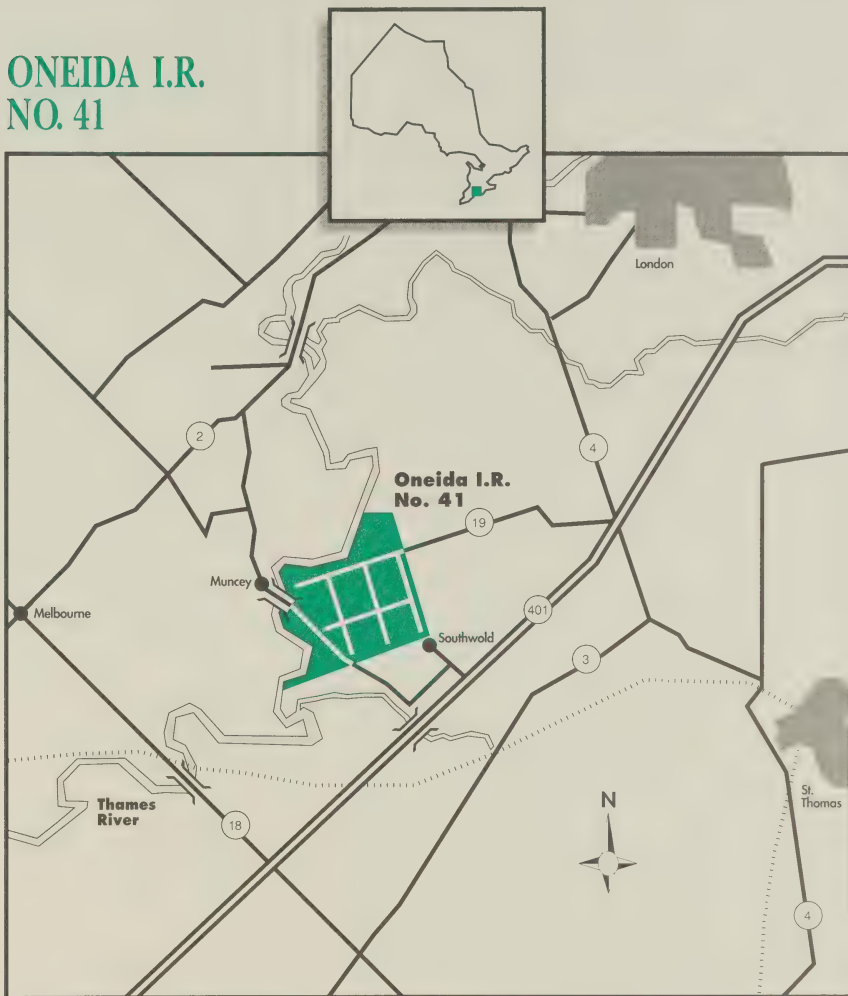 ONEIDA I.R.
NO. 41
London
2
4
Oneida I.R.
No. 41
19
Muncey
Melbourne
401
Southwold
3
Thames
River
18
N
St.
Thomas
4